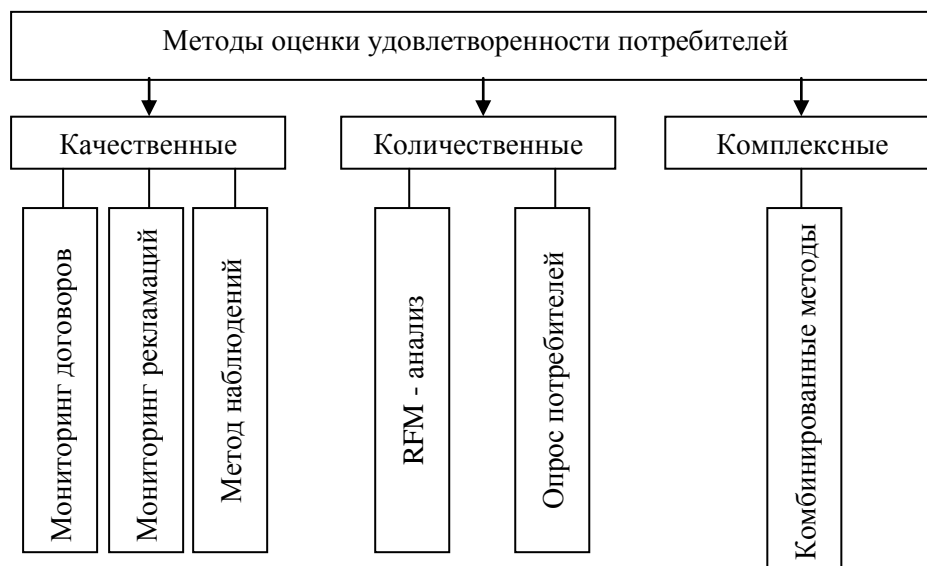 Методы оценки удовлетворенности потребителей
Качественные
Количественные
Комплексные
Мониторинг договоров
Мониторинг рекламаций
Метод наблюдений
RFM - анализ
Опрос потребителей
Комбинированные методы